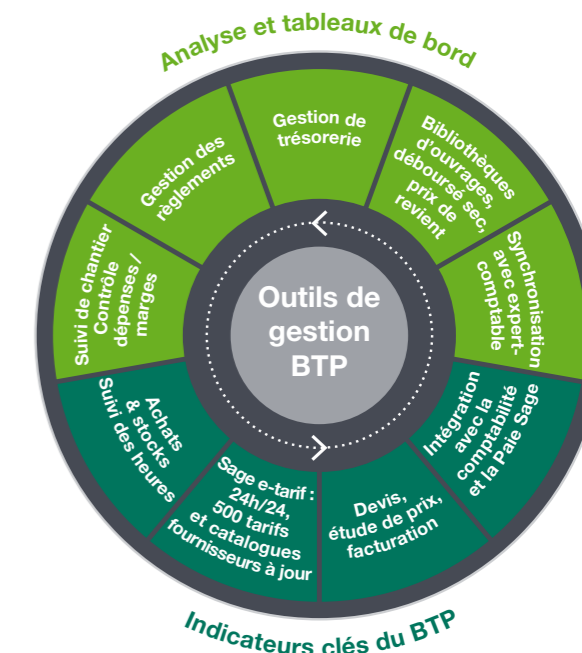 Analyse et tableaux de bord
Gestion de
trésorerie
Bibliothèques
d'ouvrages,
déboursé sec,
prix de
revient
Synchronisation
avec expert-
comptable
Intégration
avec la
comptabilité
et la Paie Sage
Devis,
étude de prix,
facturation
Sage e-tarif :
24h/24,
500 tarifs
et catalogues
fournisseurs à jour
Achats
& stocks
Suivi des heures
Suivi de chantier
Contrôle
dépenses /
marges
Gestion des
règlements
Outils de
gestion
BTP
Indicateurs clés du BTP